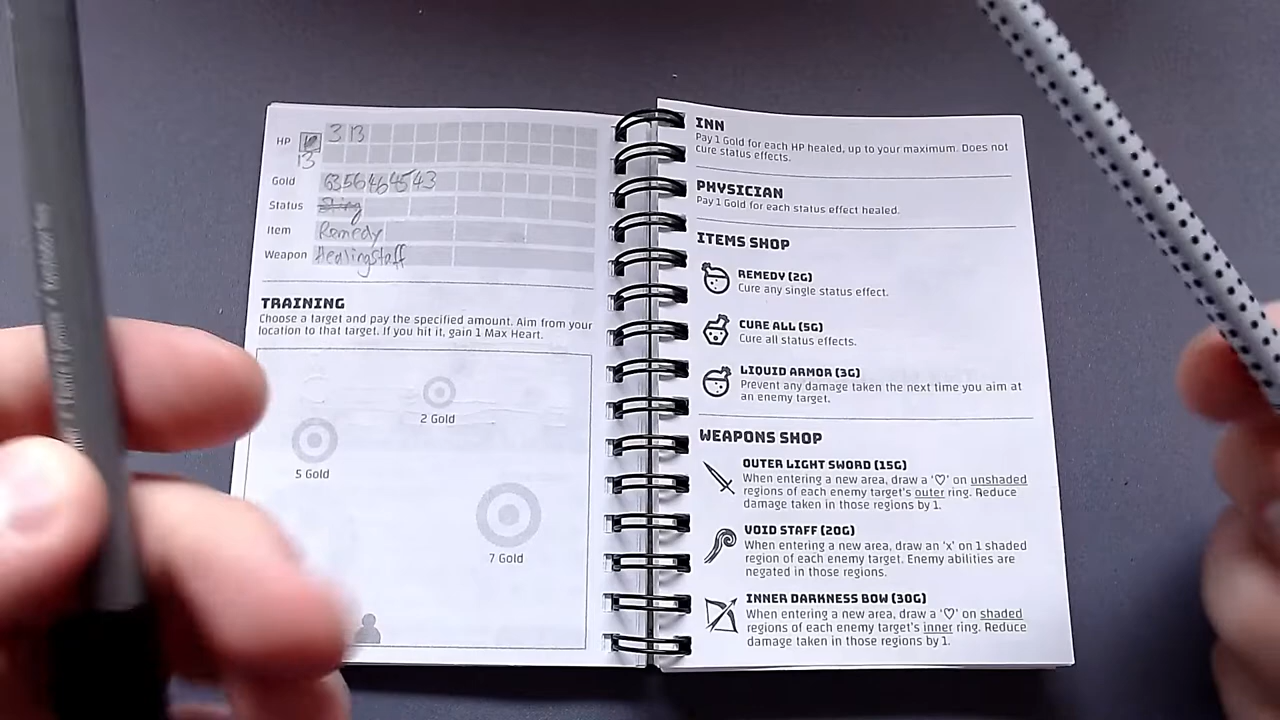 HP 3 13
13
Gold
Status
Item Remedy
Weapon Healing staff
TRAINING
Choose a target and pay the specified amount. Aim from your
location to that target. If you hit it, gain 1 Max Heart.
2 Gold
5 Gold
7 Gold
INN
Pay 1 Gold for each HP healed, up to your maximum. Does not
cure status effects.
PHYSICIAN
Pay 1 Gold for each status effect healed.
ITEMS SHOP
REMEDY (2G)
Cure any single status effect.
CURE ALL (5G)
Cure all status effects.
LIQUID ARMOR (3G)
Prevent any damage taken the next time you aim at
an enemy target.
WEAPONS SHOP
OUTER LIGHT SWORD (15G)
When entering a new area, draw a '♡' on unshaded
regions of each enemy target's outer ring. Reduce
damage taken in those regions by 1.
VOID STAFF (20G)
When entering a new area, draw an 'x' on 1 shaded
region of each enemy target. Enemy abilities are
negated in those regions.
INNER DARKNESS BOW (30G)
When entering a new area, draw a '♡' on shaded
regions of each enemy target's inner ring. Reduce
damage taken in those regions by 1.